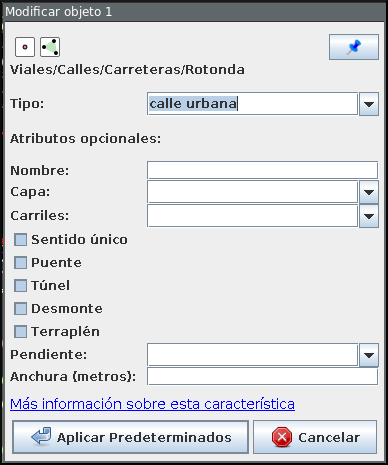 Modificar objeto 1
Viales/Calles/Carreteras/Rotonda
Tipo: calle urbana
Atributos opcionales:
Nombre:
Capa:
Carriles:
Sentido único
Puente
Túnel
Desmonte
Terraplén
Pendiente:
Anchura (metros):
Más información sobre esta característica
Aplicar Predeterminados Cancelar